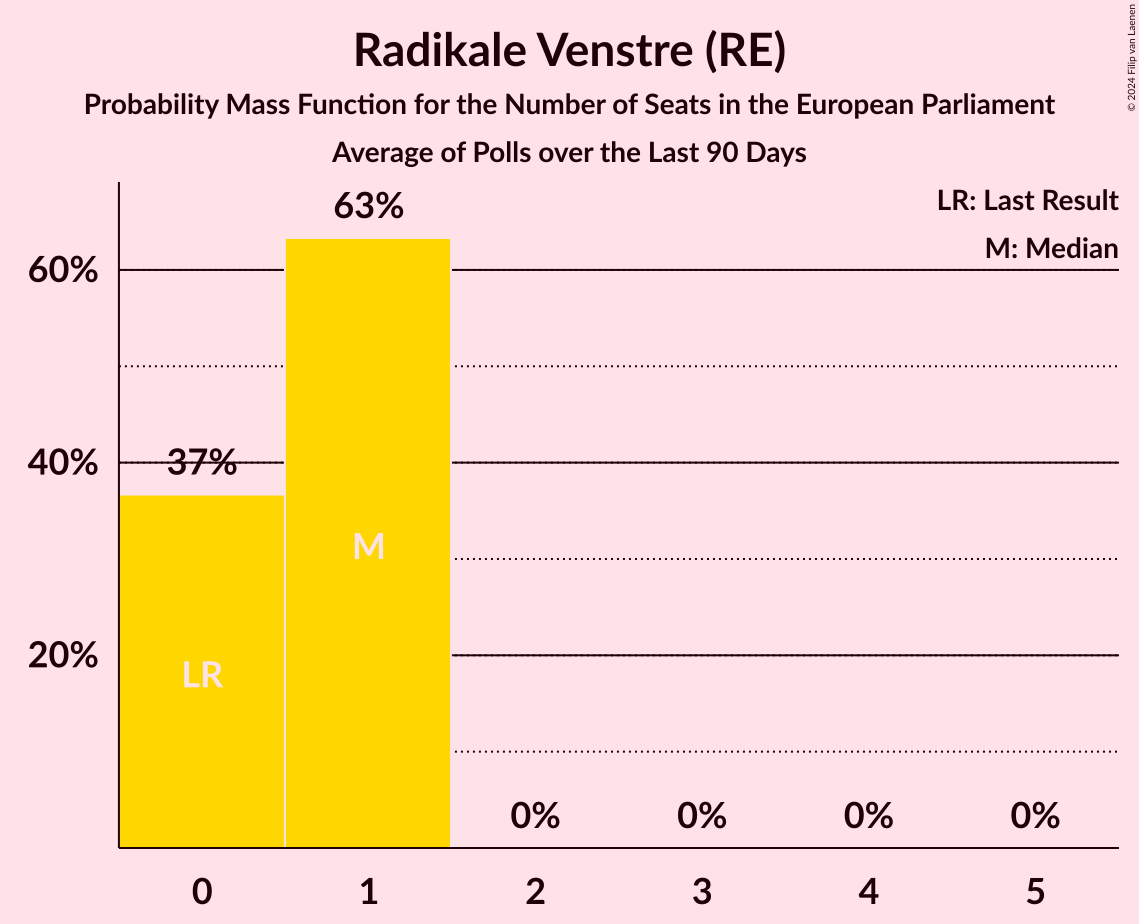 Radikale Venstre (RE)
Probability Mass Function for the Number of Seats in the European Parliament
Average of Polls over the Last 90 Days
© 2024 Filip van Laenen
LR: Last Result
M: Median
63%
60%
37%
40%
M
LR
20%
0% 0% 0% 0%
0 1 2 3 4 5